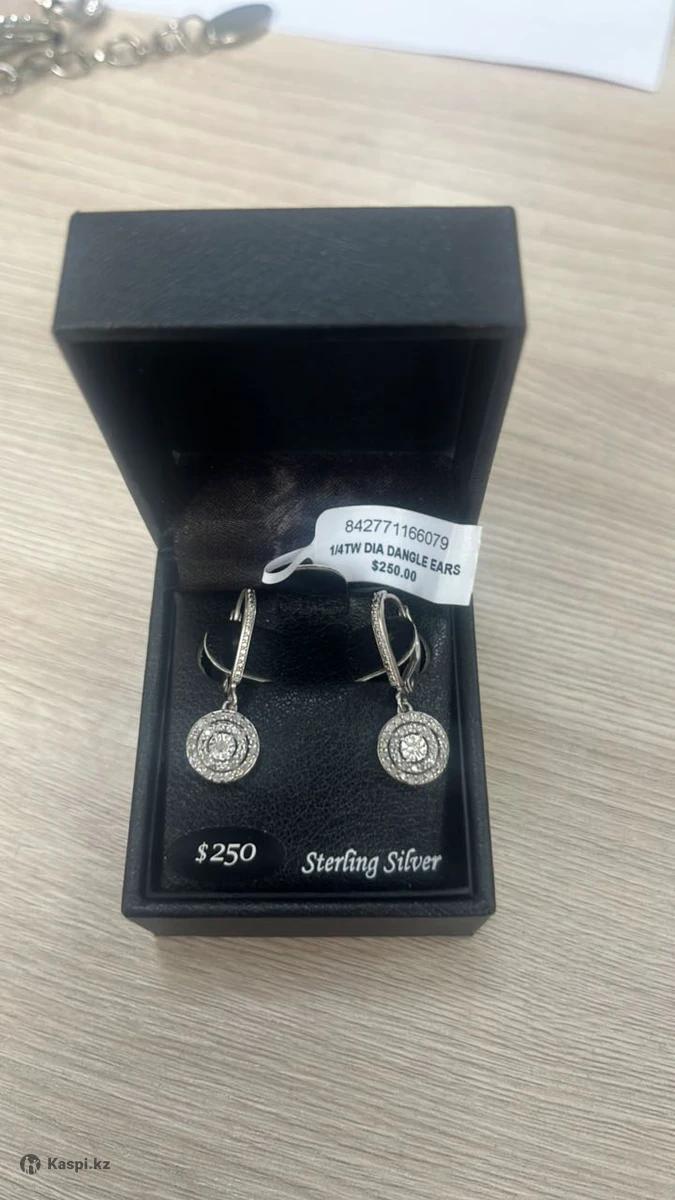 842771166079
1/4TW DIA DANGLE EARS
$250.00
$250
Sterling Silver
Kaspi.kz